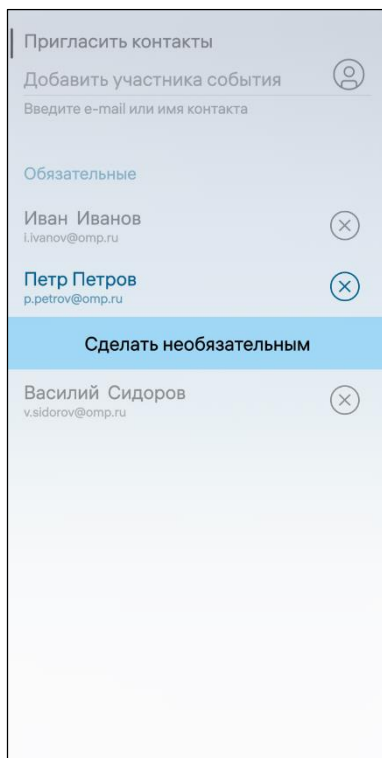 Пригласить контакты
Добавить участника события
Введите e-mail или имя контакта
Обязательные
Иван Иванов
i.ivanov@omp.ru
Петр Петров
p.petrov@omp.ru
Сделать необязательным
Василий Сидоров
v.sidorov@omp.ru